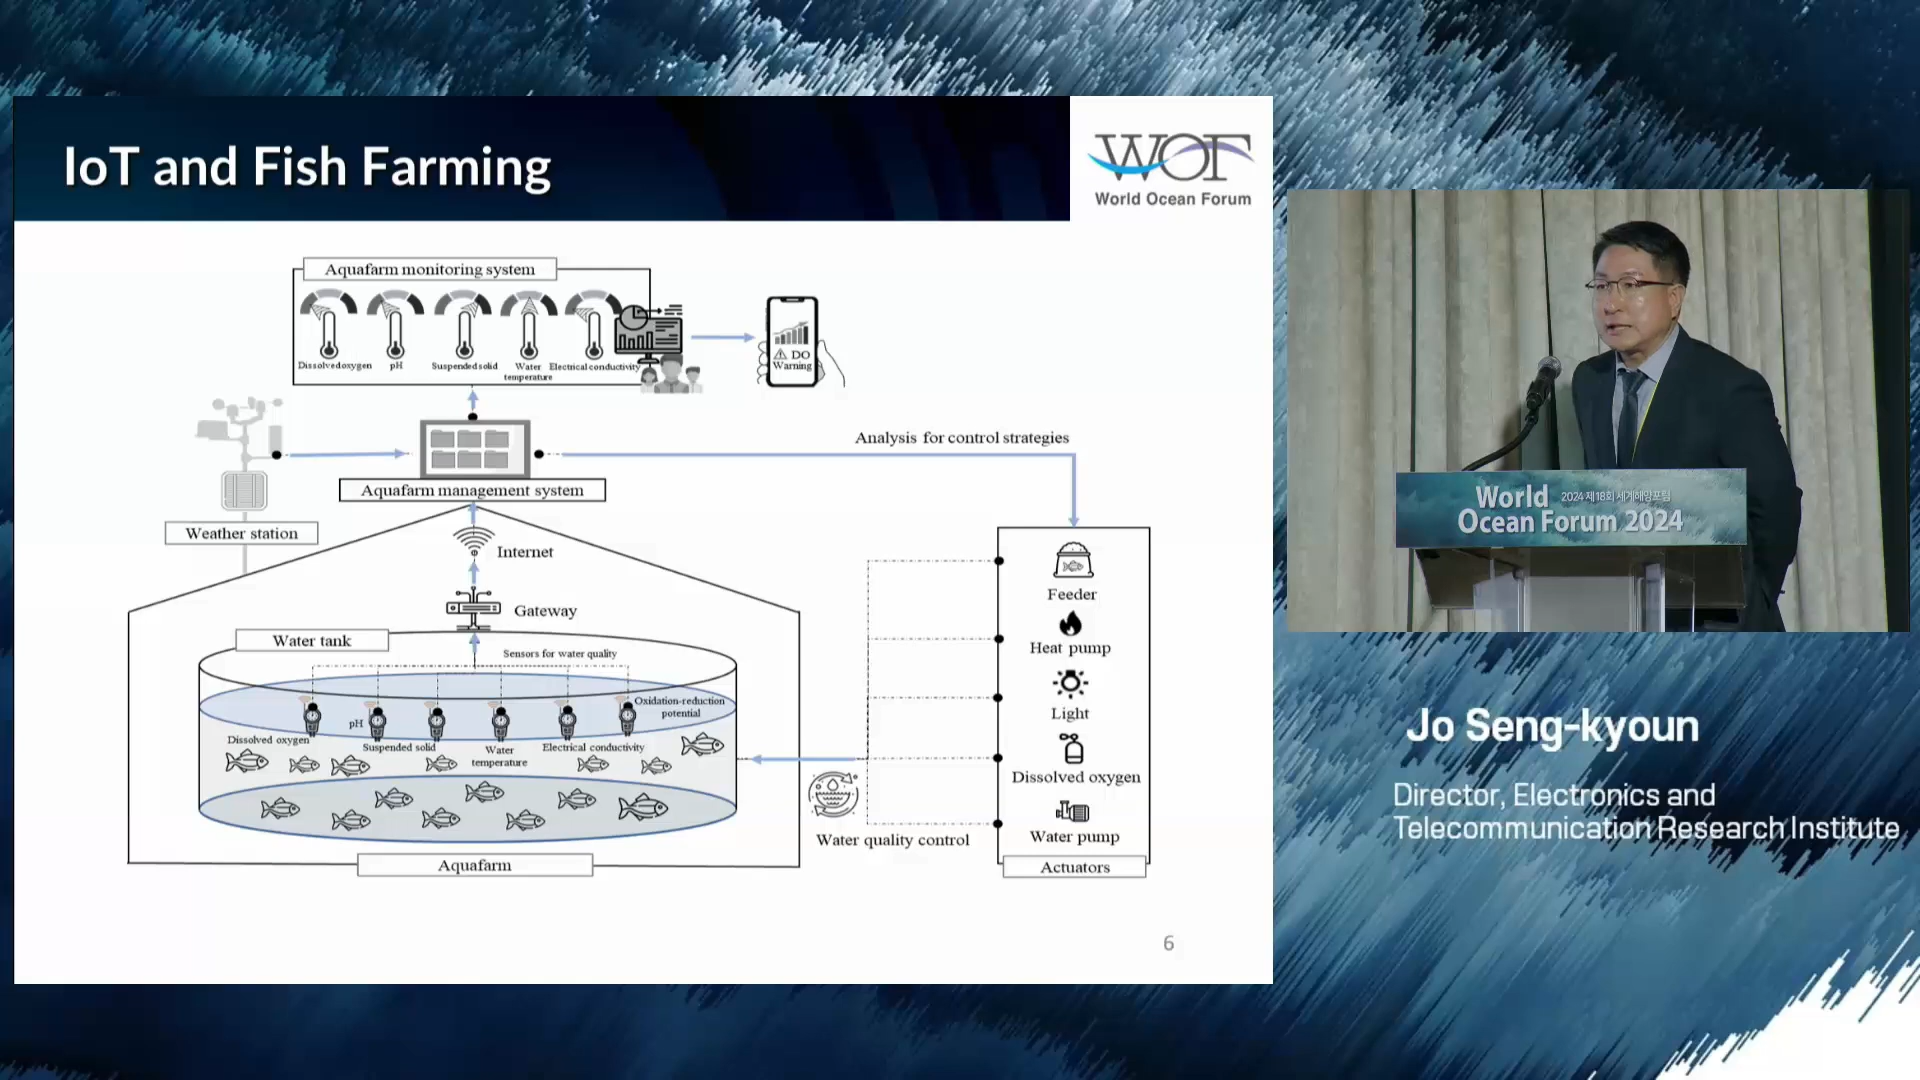 IoT and Fish Farming
WOF
World Ocean Forum
Aquafarm monitoring system
Dissolved oxygen
pH
Suspended solid
Water
temperature
Electrical conductivity
DO
Warning
Analysis for control strategies
Aquafarm management system
Weather station
Internet
Gateway
Water tank
Sensors for water quality
Oxidation-reduction
potential
pH
Dissolved oxygen
Suspended solid
Water
temperature
Electrical conductivity
Aquafarm
Water quality control
Feeder
Heat pump
Light
Dissolved oxygen
Water pump
Actuators
6
World 2024 제18회 세계해양포럼
Ocean Forum 2024
Jo Seng-kyoun
Director, Electronics and
Telecommunication Research Institute